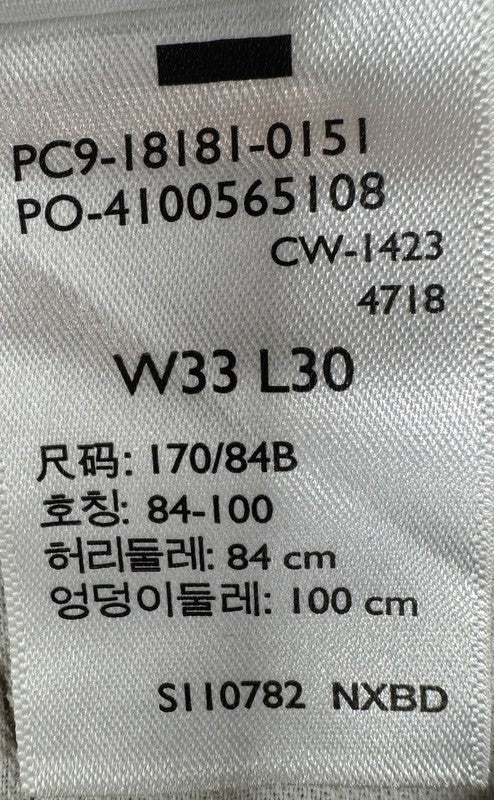 PC9-18181-0151
PO-4100565108
CW-1423
4718
W33 L30
尺码: 170/84B
호칭: 84-100
허리둘레: 84 cm
엉덩이둘레: 100 cm
S110782 NXBD